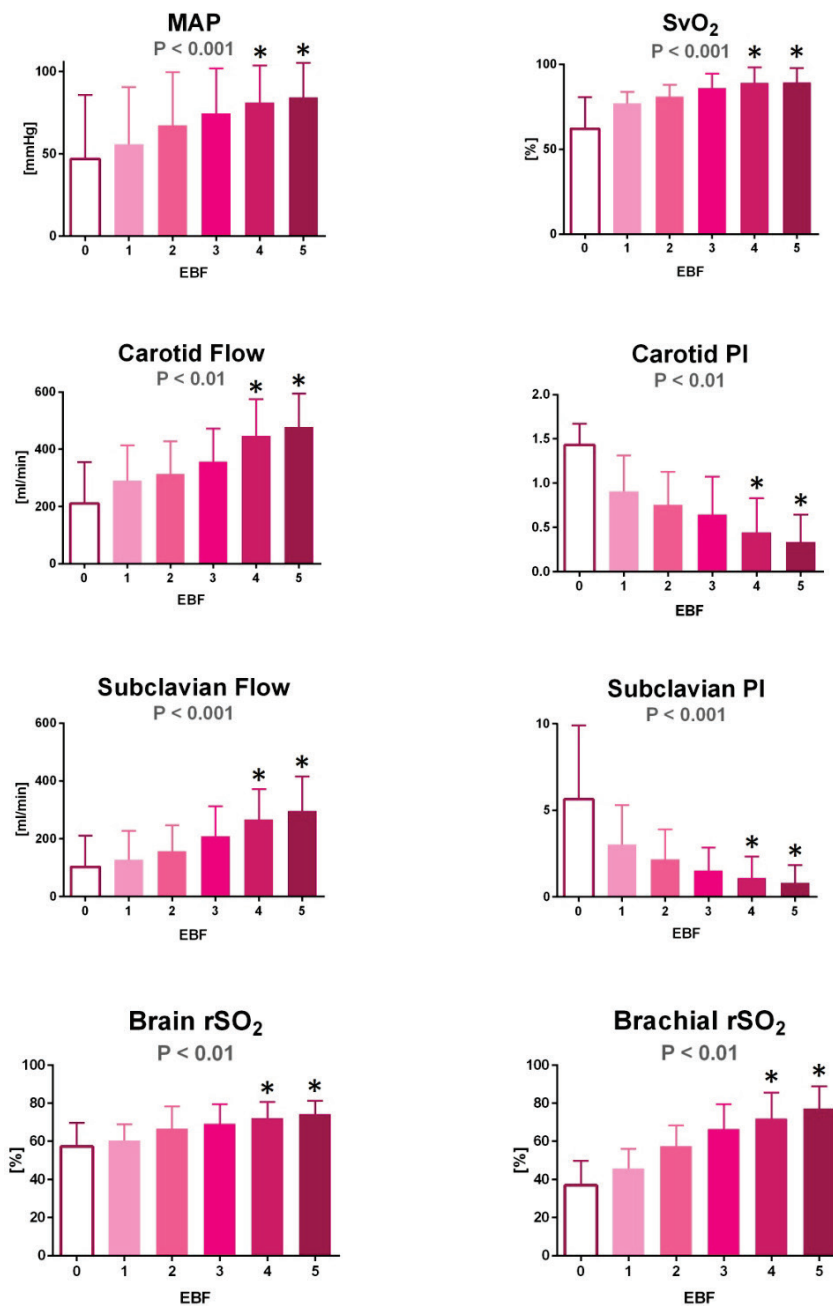 MAP
P < 0.001
* *
100
50
0
[mmHg]
0 1 2 3 4 5
EBF
SvO₂
P < 0.001
* *
100
50
0
[%]
0 1 2 3 4 5
EBF
Carotid Flow
P < 0.01
* *
600
400
200
0
[ml/min]
0 1 2 3 4 5
EBF
Carotid PI
P < 0.01
* *
2.0
1.5
1.0
0.5
0.0
0 1 2 3 4 5
EBF
Subclavian Flow
P < 0.001
* *
600
400
200
0
[ml/min]
0 1 2 3 4 5
EBF
Subclavian PI
P < 0.001
* *
10
5
0
0 1 2 3 4 5
EBF
Brain rSO₂
P < 0.01
* *
100
80
60
40
20
0
[%]
0 1 2 3 4 5
EBF
Brachial rSO₂
P < 0.01
* *
100
80
60
40
20
0
[%]
0 1 2 3 4 5
EBF